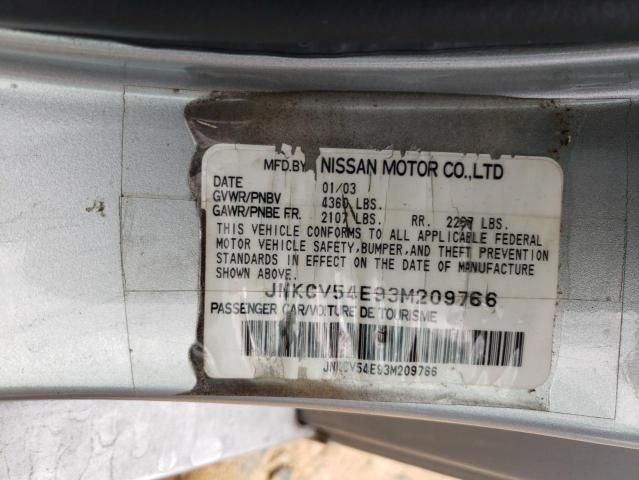 MFD.BY NISSAN MOTOR CO.,LTD
DATE 01/03
GVWR/PNBV 4360 LBS.
GAWR/PNBE FR. 2107 LBS. RR. 2297 LBS.
THIS VEHICLE CONFORMS TO ALL APPLICABLE FEDERAL
MOTOR VEHICLE SAFETY, BUMPER, AND THEFT PREVENTION
STANDARDS IN EFFECT ON THE DATE OF MANUFACTURE
SHOWN ABOVE.
JNKCV54E93M209766
PASSENGER CAR/VOITURE DE TOURISME
JNKCV54E93M209766